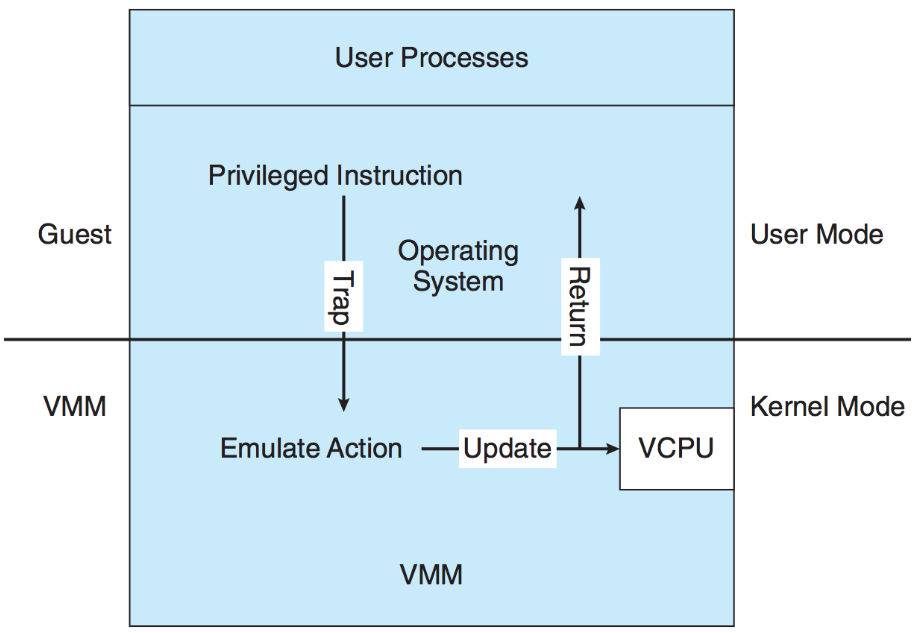 User Processes
Privileged Instruction
Guest
Operating
System
User Mode
Trap
Return
VMM
Kernel Mode
Emulate Action
Update
VCPU
VMM